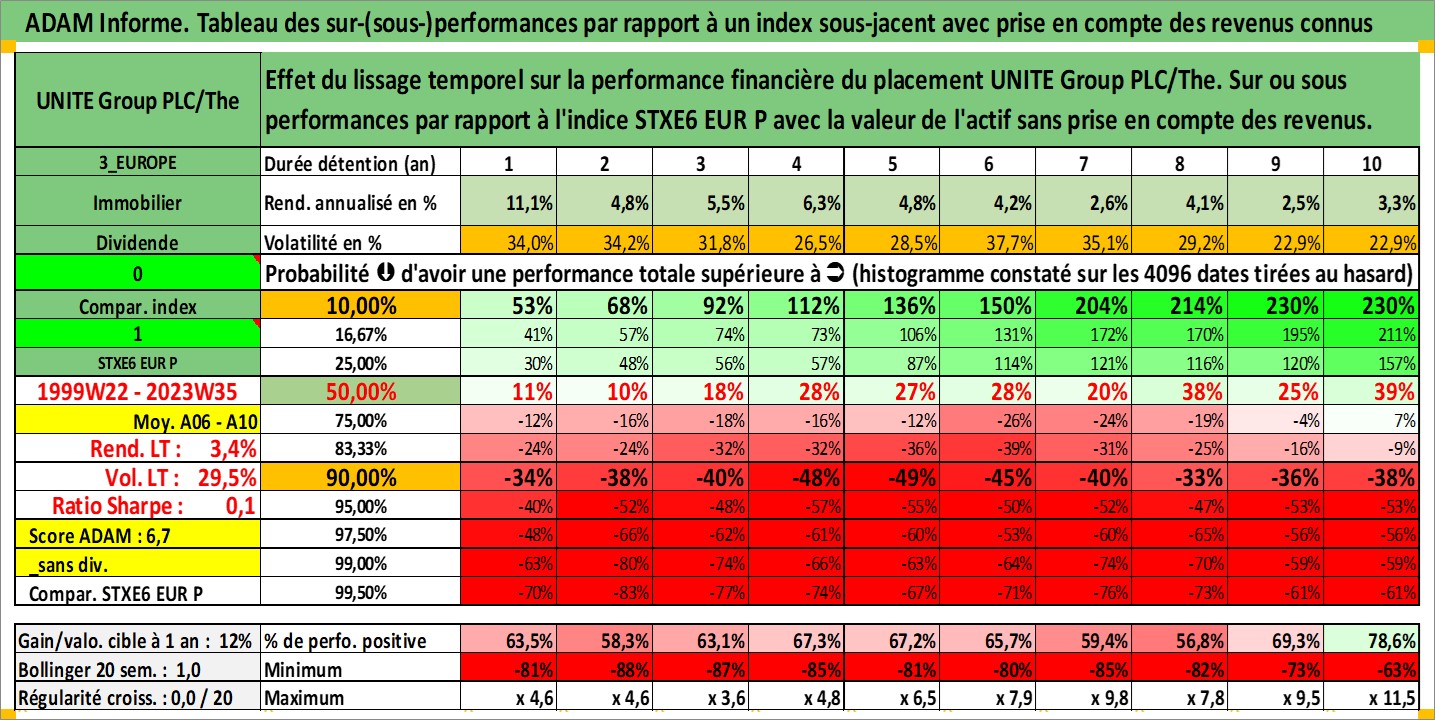 ADAM Informe. Tableau des sur-(sous-)performances par rapport à un index sous-jacent avec prise en compte des revenus connus
UNITE Group PLC/The
Effet du lissage temporel sur la performance financière du placement UNITE Group PLC/The. Sur ou sous
performances par rapport à l'indice STXE6 EUR P avec la valeur de l'actif sans prise en compte des revenus.
3_EUROPE Durée détention (an) 1 2 3 4 5 6 7 8 9 10
Immobilier Rend. annualisé en % 11,1% 4,8% 5,5% 6,3% 4,8% 4,2% 2,6% 4,1% 2,5% 3,3%
Dividende Volatilité en % 34,0% 34,2% 31,8% 26,5% 28,5% 37,7% 35,1% 29,2% 22,9% 22,9%
0 Probabilité 🠋 d'avoir une performance totale supérieure à ➲ (histogramme constaté sur les 4096 dates tirées au hasard)
Compar. index 10,00% 53% 68% 92% 112% 136% 150% 204% 214% 230% 230%
1 16,67% 41% 57% 74% 73% 106% 131% 172% 170% 195% 211%
STXE6 EUR P 25,00% 30% 48% 56% 57% 87% 114% 121% 116% 120% 157%
1999W22 - 2023W35 50,00% 11% 10% 18% 28% 27% 28% 20% 38% 25% 39%
Moy. A06 - A10 75,00% -12% -16% -18% -16% -12% -26% -24% -19% -4% 7%
Rend. LT : 3,4% 83,33% -24% -24% -32% -32% -36% -39% -31% -25% -16% -9%
Vol. LT : 29,5% 90,00% -34% -38% -40% -48% -49% -45% -40% -33% -36% -38%
Ratio Sharpe : 0,1 95,00% -40% -52% -48% -57% -55% -50% -52% -47% -53% -53%
Score ADAM : 6,7 97,50% -48% -66% -62% -61% -60% -53% -60% -65% -56% -56%
_sans div. 99,00% -63% -80% -74% -66% -63% -64% -74% -70% -59% -59%
Compar. STXE6 EUR P 99,50% -70% -83% -77% -74% -67% -71% -76% -73% -61% -61%
Gain/valo. cible à 1 an : 12% % de perfo. positive 63,5% 58,3% 63,1% 67,3% 67,2% 65,7% 59,4% 56,8% 69,3% 78,6%
Bollinger 20 sem. : 1,0 Minimum -81% -88% -87% -85% -81% -80% -85% -82% -73% -63%
Régularité croiss. : 0,0 / 20 Maximum x 4,6 x 4,6 x 3,6 x 4,8 x 6,5 x 7,9 x 9,8 x 7,8 x 9,5 x 11,5